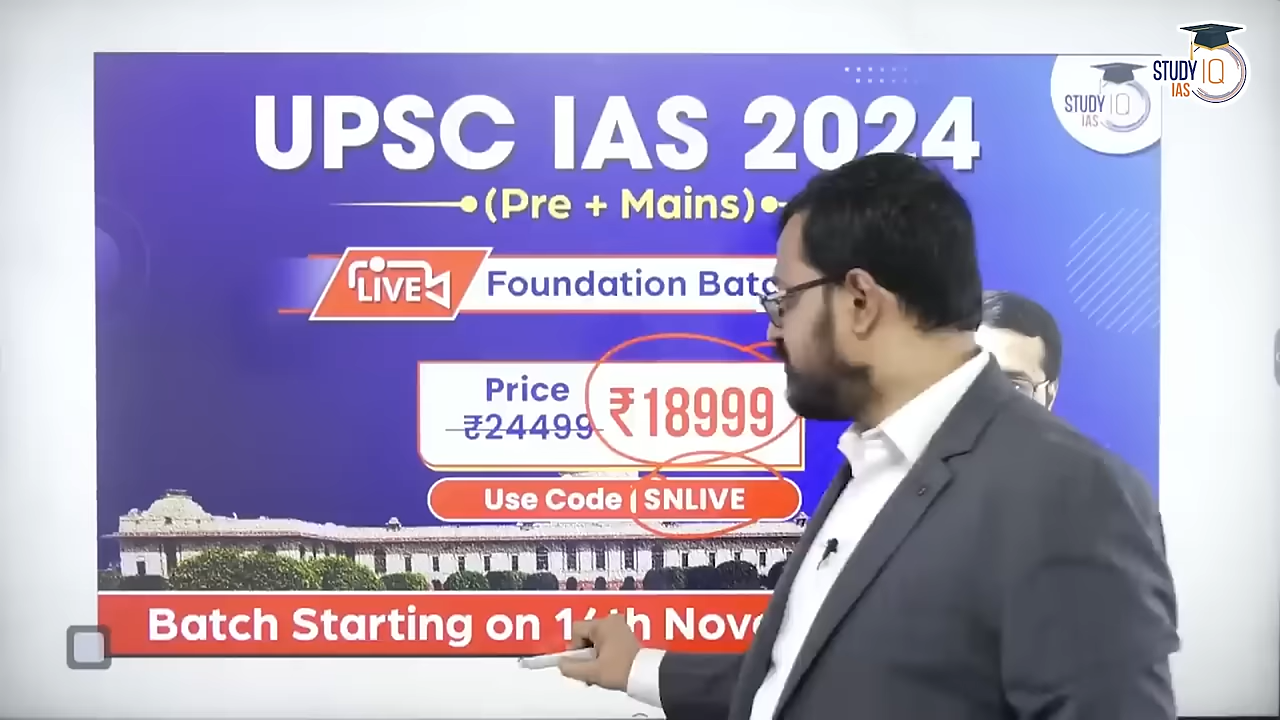 STUDY IQ
IAS
STUDY IQ
IAS
UPSC IAS 2024
(Pre + Mains)
LIVE
Foundation
Price
₹24499
₹18999
Use Code | SNLIVE
Batch Starting on